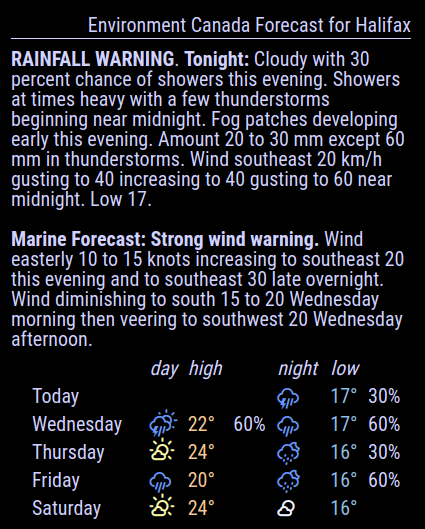 Environment Canada Forecast for Halifax
RAINFALL WARNING. Tonight: Cloudy with 30
percent chance of showers this evening. Showers
at times heavy with a few thunderstorms
beginning near midnight. Fog patches developing
early this evening. Amount 20 to 30 mm except 60
mm in thunderstorms. Wind southeast 20 km/h
gusting to 40 increasing to 40 gusting to 60 near
midnight. Low 17.
Marine Forecast: Strong wind warning. Wind
easterly 10 to 15 knots increasing to southeast 20
this evening and to southeast 30 late overnight.
Wind diminishing to south 15 to 20 Wednesday
morning then veering to southwest 20 Wednesday
afternoon.
day high night low
Today 17° 30%
Wednesday 22° 60% 17° 60%
Thursday 24° 16° 30%
Friday 20° 16° 60%
Saturday 24° 16°